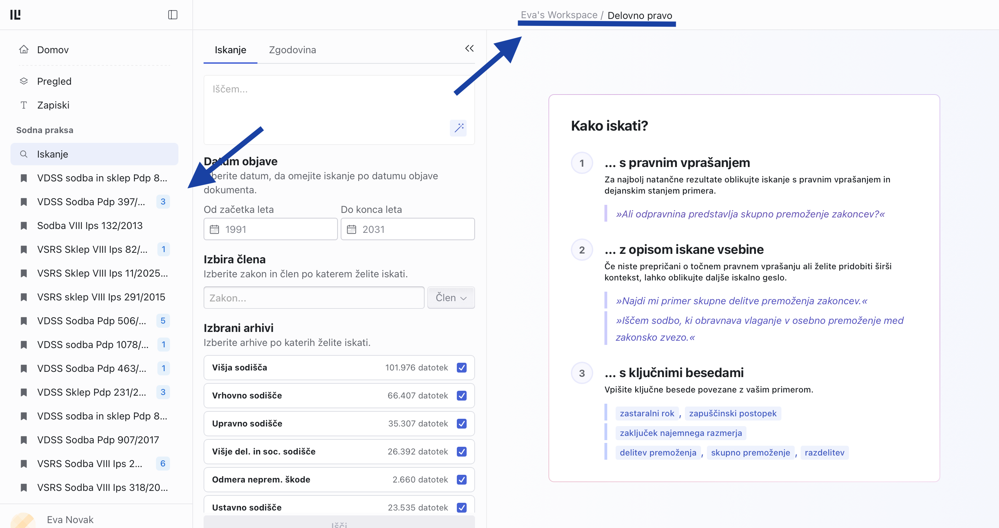 Eva's Workspace / Delovno pravo
Domov
Pregled
Zapiski
Sodna praksa
Iskanje
VDSS sodba in sklep Pdp 8...
VDSS Sodba Pdp 397/... 3
Sodba VIII Ips 132/2013
VSRS Sklep VIII Ips 82/... 1
VSRS Sklep VIII Ips 11/2025...
VSRS sklep VIII Ips 291/2015
VDSS Sodba Pdp 506/... 5
VDSS sodba Pdp 1078/... 1
VDSS Sodba Pdp 463/... 1
VDSS Sklep Pdp 231/2... 3
VDSS sodba in sklep Pdp 8...
VDSS Sodba Pdp 907/2017
VSRS Sodba VIII Ips 2... 6
VSRS Sodba VIII Ips 318/20...
Eva Novak
Iskanje Zgodovina
Iščem...
Datum objave
berite datum, da omejite iskanje po datumu objave
dokumenta.
Od začetka leta Do konca leta
1991 2031
Izbira člena
Izberite zakon in člen po katerem želite iskati.
Zakon... Člen
Izbrani arhivi
Izberite arhive po katerih želite iskati.
Višja sodišča 101.976 datotek
Vrhovno sodišče 66.407 datotek
Upravno sodišče 35.307 datotek
Višje del. in soc. sodišče 26.392 datotek
Odmera neprem. škode 2.660 datotek
Ustavno sodišče 23.535 datotek
Išči
Kako iskati?
1 ... s pravnim vprašanjem
Za najbolj natančne rezultate oblikujte iskanje s pravnim vprašanjem in
dejanskim stanjem primera.
»Ali odpravnina predstavlja skupno premoženje zakoncev?«
2 ... z opisom iskane vsebine
Če niste prepričani o točnem pravnem vprašanju ali želite pridobiti širši
kontekst, lahko oblikujte daljše iskalno geslo.
»Najdi mi primer skupne delitve premoženja zakoncev.«
»Iščem sodbo, ki obravnava vlaganje v osebno premoženje med
zakonsko zvezo.«
3 ... s ključnimi besedami
Vpišite ključne besede povezane z vašim primerom.
zastaralni rok , zapuščinski postopek
zaključek najemnega razmerja
delitev premoženja , skupno premoženje , razdelitev